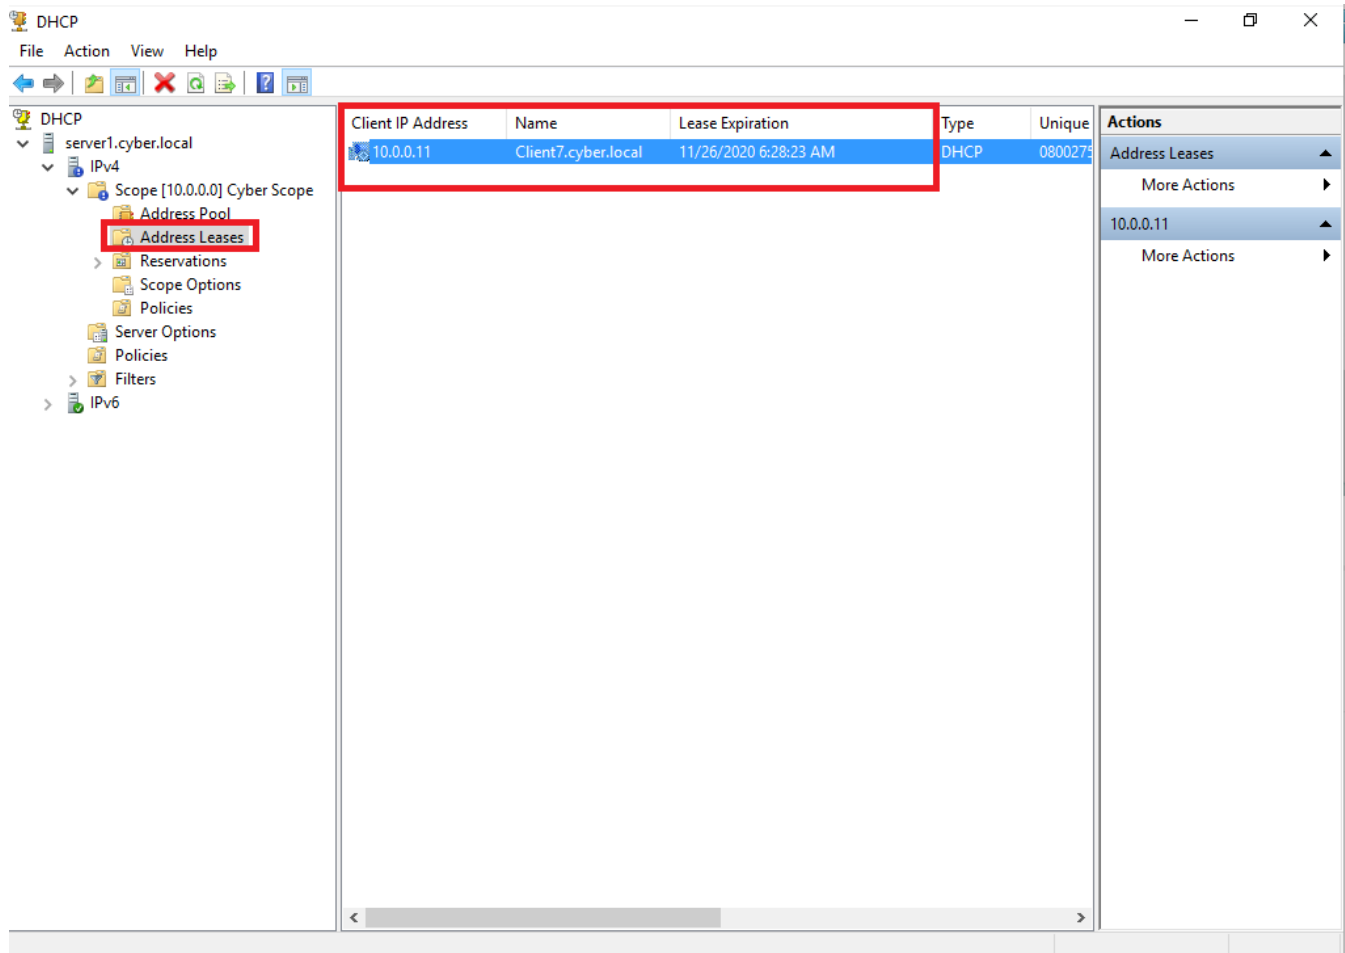 DHCP
File Action View Help
DHCP
server1.cyber.local
IPv4
Scope [10.0.0.0] Cyber Scope
Address Pool
Address Leases
Reservations
Scope Options
Policies
Server Options
Policies
Filters
IPv6
Client IP Address Name Lease Expiration Type Unique
10.0.0.11 Client7.cyber.local 11/26/2020 6:28:23 AM DHCP 0800275
Actions
Address Leases
More Actions
10.0.0.11
More Actions